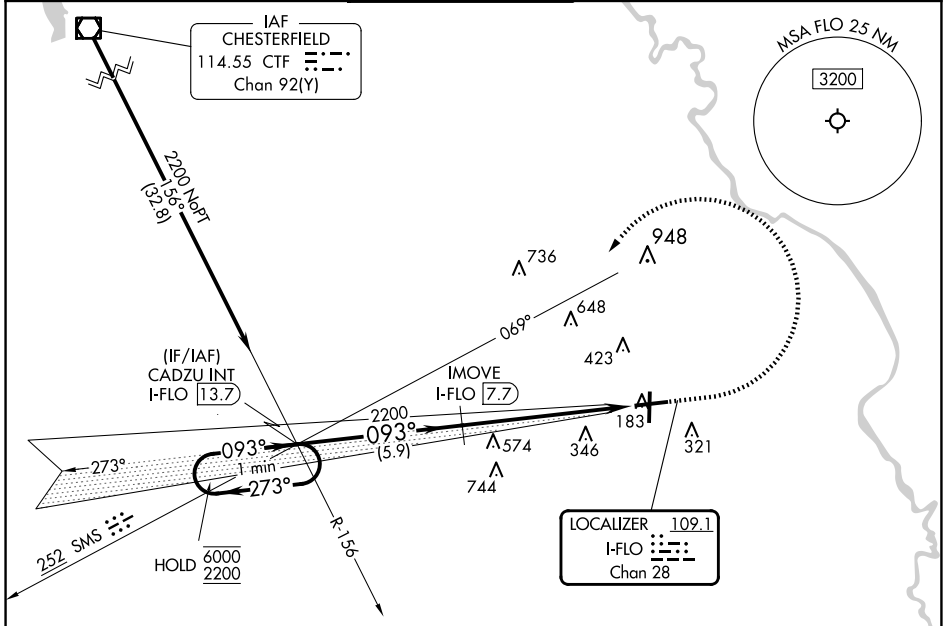 IAF
CHESTERFIELD
114.55 CTF
Chan 92(Y)
MSA FLO 25 NM
3200
2200 NoPT
156°
(32.8)
948
736
648
069°
423
(IF/IAF)
CADZU INT
I-FLO 13.7
IMOVE
I-FLO 7.7
2200
183
093°
093°
(5.9)
574
346
321
273°
1 min
273°
744
252 SMS
R-156
HOLD 6000
2200
LOCALIZER 109.1
I-FLO
Chan 28